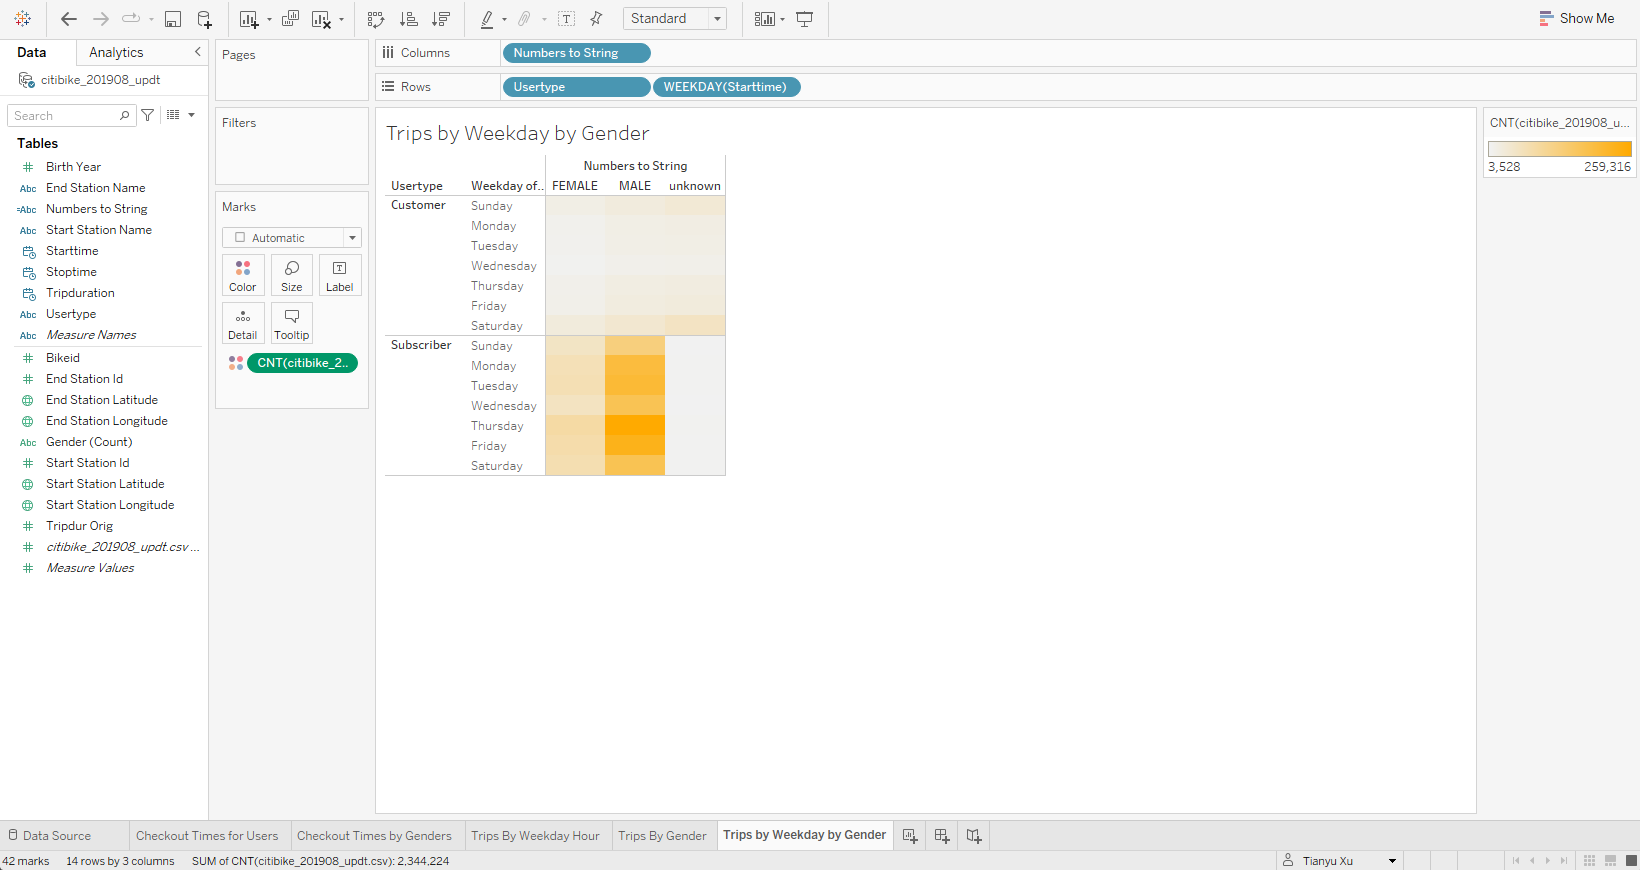 Standard
Show Me
Data
Analytics
citibike_201908_updt
Search
Tables
# Birth Year
Abc End Station Name
=Abc Numbers to String
Abc Start Station Name
Starttime
Stoptime
Tripduration
Abc Usertype
Abc Measure Names
# Bikeid
# End Station Id
End Station Latitude
End Station Longitude
Abc Gender (Count)
# Start Station Id
Start Station Latitude
Start Station Longitude
# Tripdur Orig
# citibike_201908_updt.csv ...
# Measure Values
Pages
Filters
Marks
Automatic
Color
Size
T
Label
Detail
Tooltip
CNT(citibike_2..
Columns
Numbers to String
Rows
Usertype
WEEKDAY(Starttime)
Trips by Weekday by Gender
Numbers to String
Usertype Weekday of.. FEMALE MALE unknown
Customer Sunday
Monday
Tuesday
Wednesday
Thursday
Friday
Saturday
Subscriber Sunday
Monday
Tuesday
Wednesday
Thursday
Friday
Saturday
CNT(citibike_201908_u...
3,528 259,316
Data Source
Checkout Times for Users
Checkout Times by Genders
Trips By Weekday Hour
Trips By Gender
Trips by Weekday by Gender
42 marks
14 rows by 3 columns
SUM of CNT(citibike_201908_updt.csv): 2,344,224
Tianyu Xu